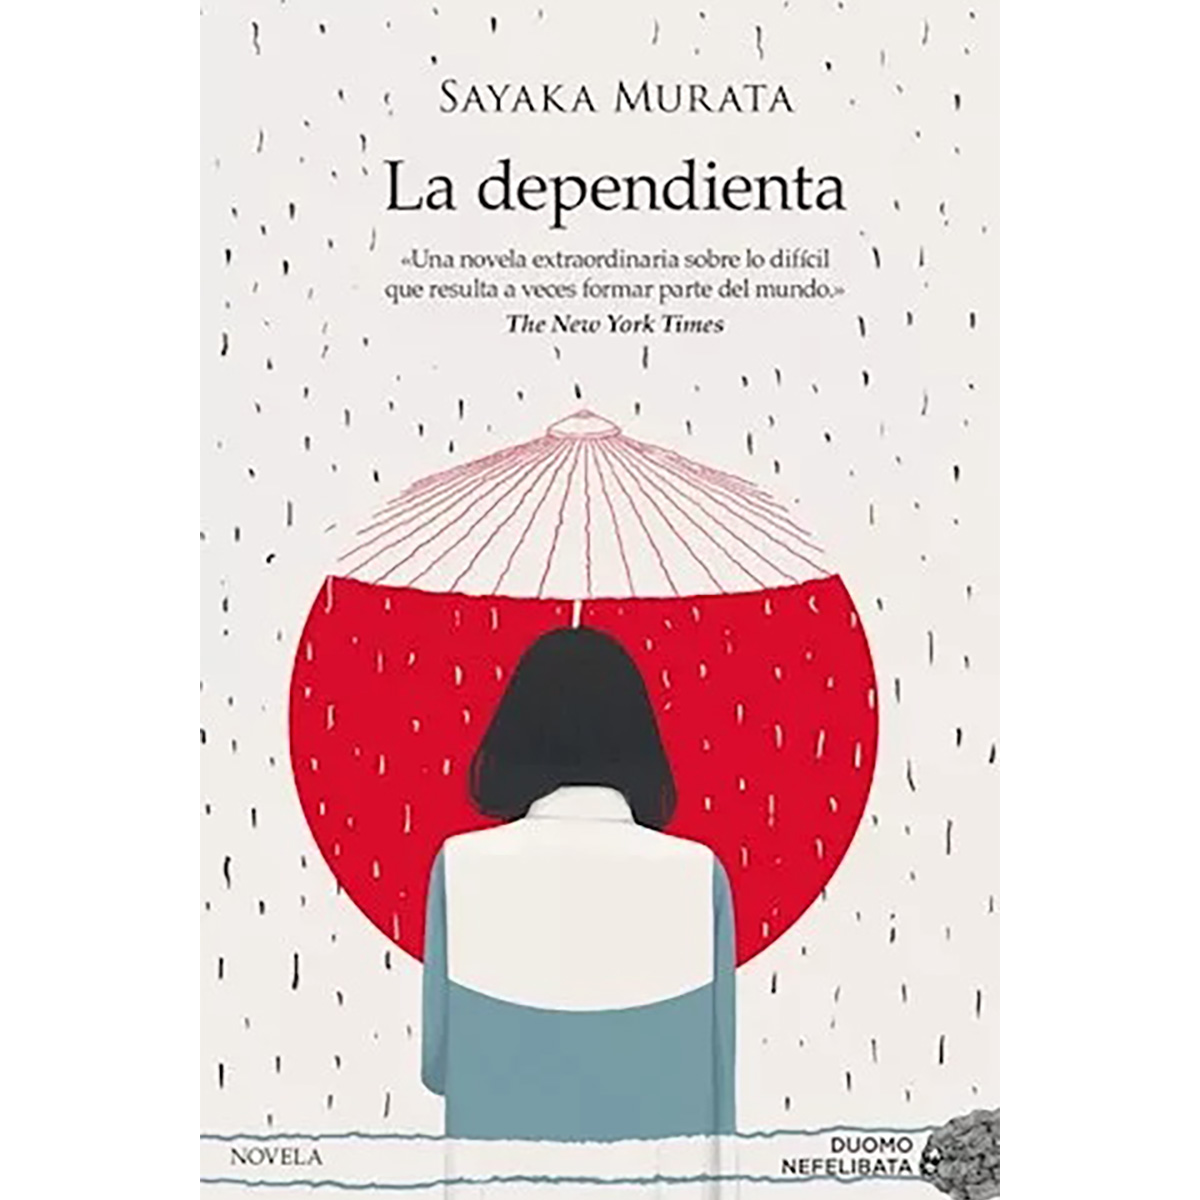 SAYAKA MURATA
La dependienta
«Una novela extraordinaria sobre lo difícil
que resulta a veces formar parte del mundo.»
The New York Times
NOVELA
DUOMO
NEFELIBATA